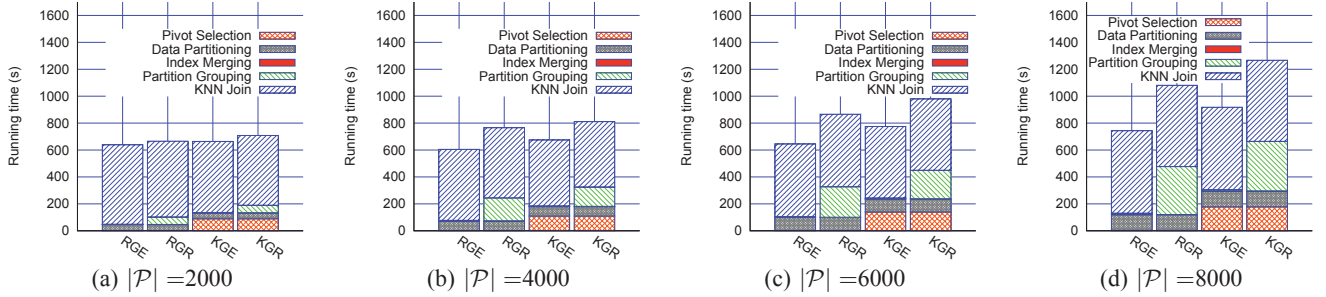 1600
1400
1200
1000
800
600
400
200
0
Running time (s)
Pivot Selection
Data Partitioning
Index Merging
Partition Grouping
KNN Join
RGE
RGR
KGE
KGR
(a) |𝒫| =2000
1600
1400
1200
1000
800
600
400
200
0
Running time (s)
Pivot Selection
Data Partitioning
Index Merging
Partition Grouping
KNN Join
RGE
RGR
KGE
KGR
(b) |𝒫| =4000
1600
1400
1200
1000
800
600
400
200
0
Running time (s)
Pivot Selection
Data Partitioning
Index Merging
Partition Grouping
KNN Join
RGE
RGR
KGE
KGR
(c) |𝒫| =6000
1600
1400
1200
1000
800
600
400
200
0
Running time (s)
Pivot Selection
Data Partitioning
Index Merging
Partition Grouping
KNN Join
RGE
RGR
KGE
KGR
(d) |𝒫| =8000